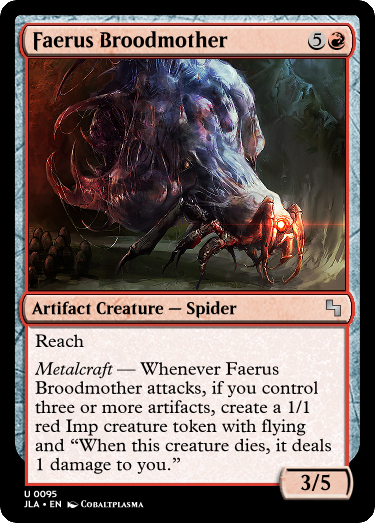 Faerus Broodmother 5
Artifact Creature — Spider
Reach
Metalcraft — Whenever Faerus
Broodmother attacks, if you control
three or more artifacts, create a 1/1
red Imp creature token with flying
and “When this creature dies, it deals
1 damage to you.”
3/5
U 0095
JLA • EN Cobaltplasma